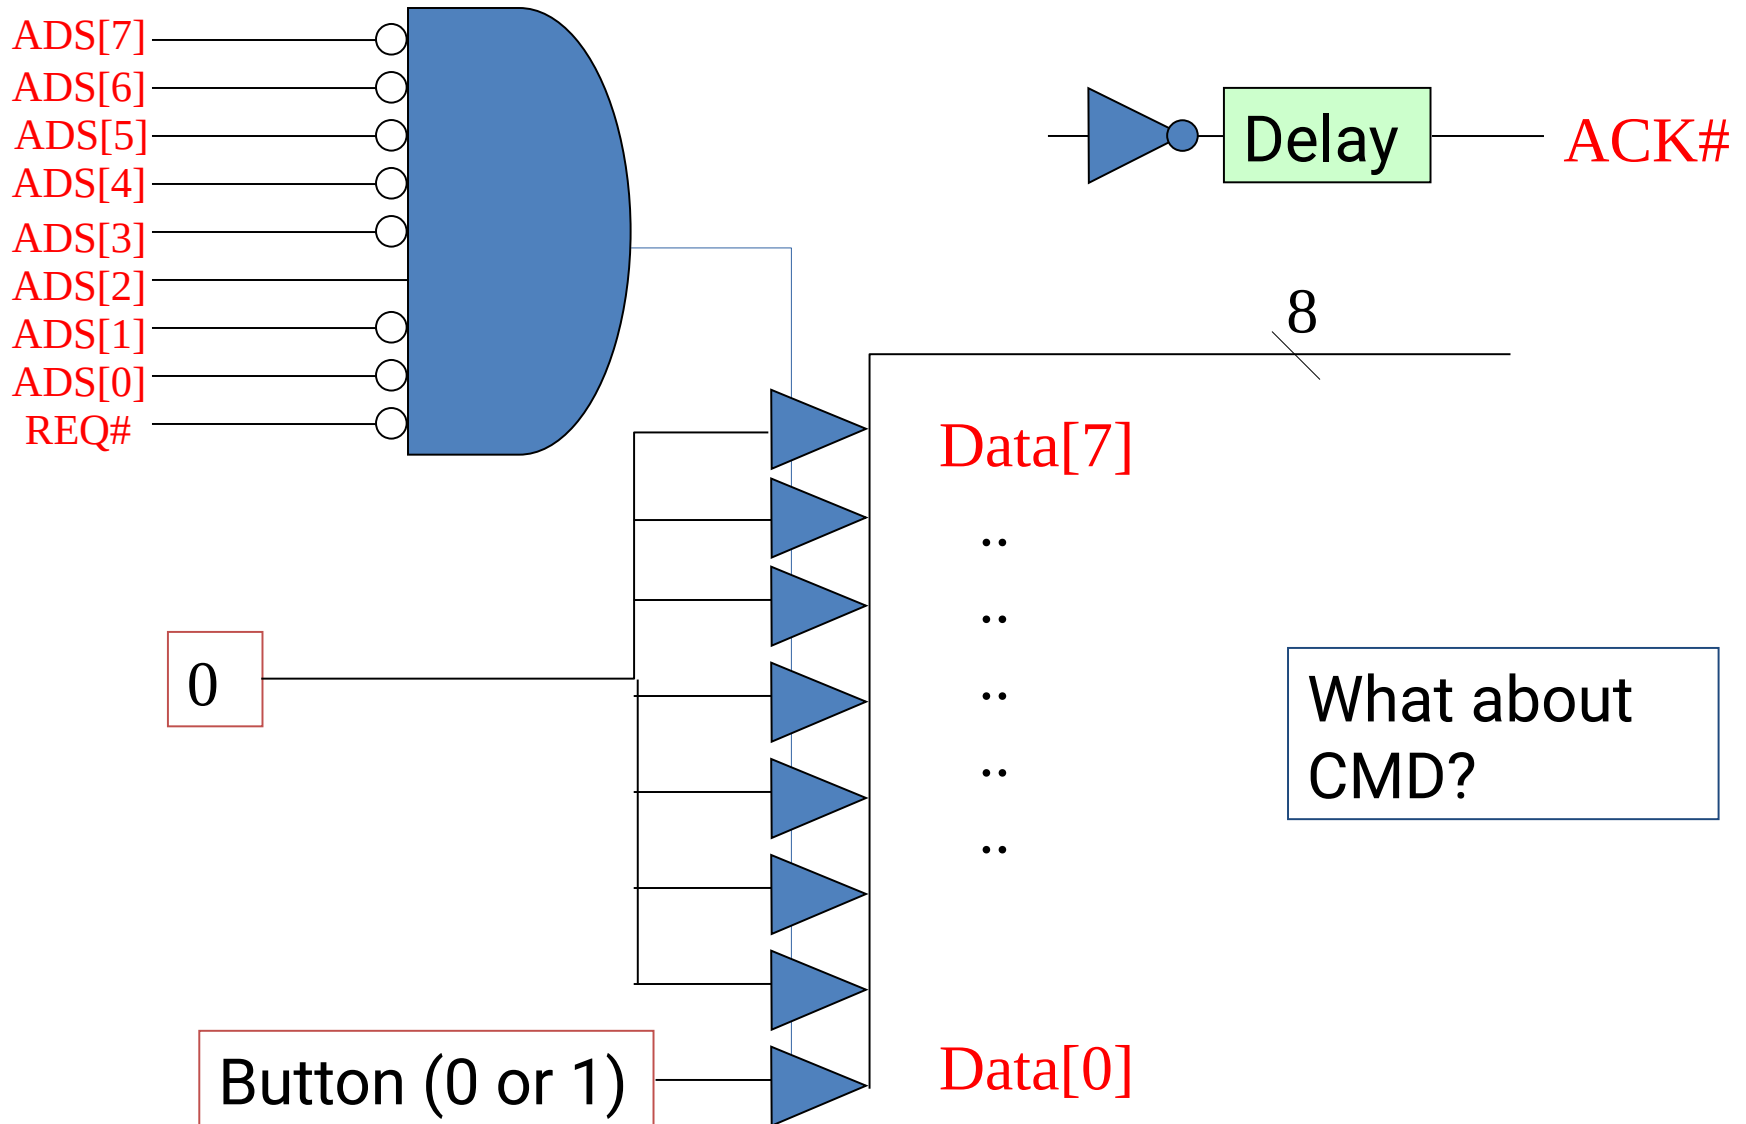 ADS[7]
ADS[6]
ADS[5]
ADS[4]
ADS[3]
ADS[2]
ADS[1]
ADS[0]
REQ#
Delay
ACK#
8
Data[7]
..
..
..
..
..
Data[0]
0
What about
CMD?
Button (0 or 1)